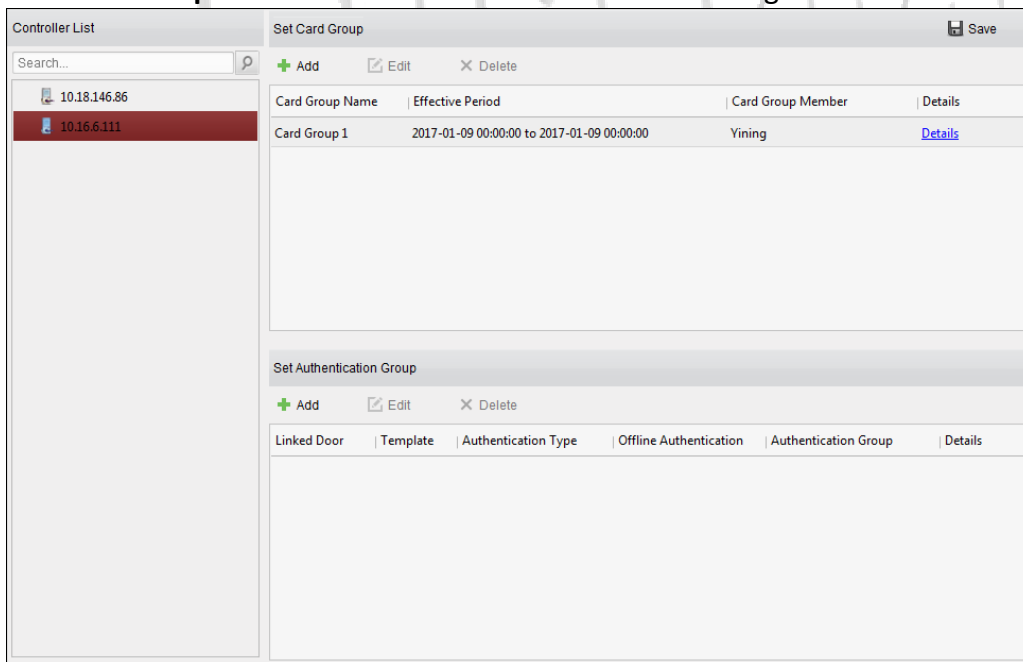 Controller List
Search...
10.18.146.86
10.16.6.111
Set Card Group
Save
Add Edit Delete
Card Group Name Effective Period Card Group Member Details
Card Group 1 2017-01-09 00:00:00 to 2017-01-09 00:00:00 Yining Details
Set Authentication Group
Add Edit Delete
Linked Door Template Authentication Type Offline Authentication Authentication Group Details